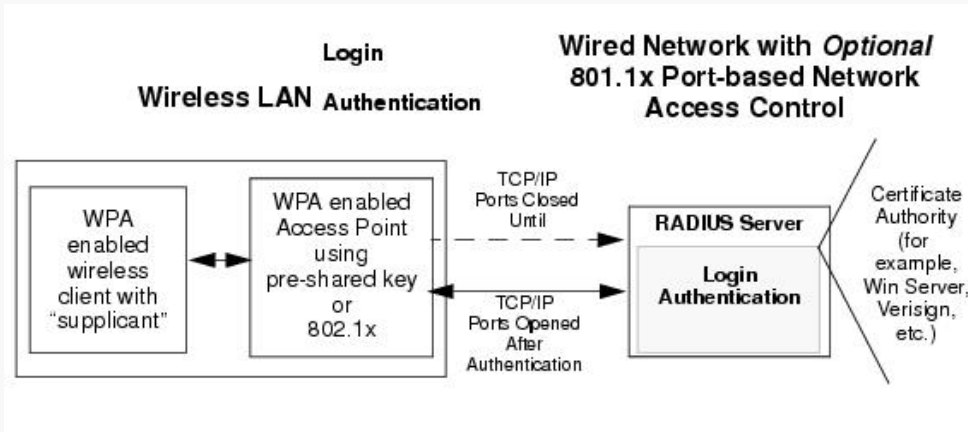 Login
Wireless LAN Authentication
Wired Network with Optional
801.1x Port-based Network
Access Control
WPA
enabled
wireless
client with
“supplicant”
WPA enabled
Access Point
using
pre-shared key
or
802.1x
TCP/IP
Ports Closed
Until
TCP/IP
Ports Opened
After
Authentication
RADIUS Server
Login
Authentication
Certificate
Authority
(for
example,
Win Server,
Verisign,
etc.)